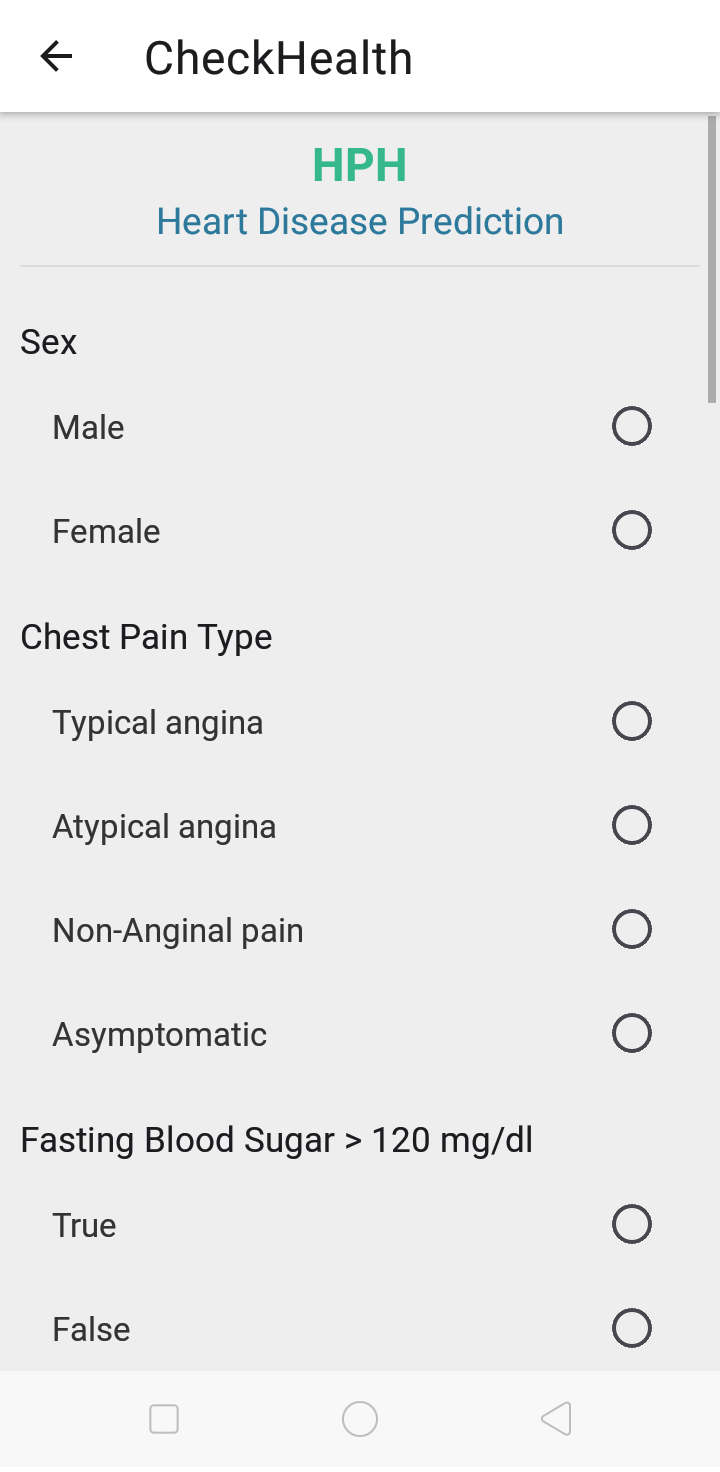 CheckHealth
HPH
Heart Disease Prediction
Sex
Male
Female
Chest Pain Type
Typical angina
Atypical angina
Non-Anginal pain
Asymptomatic
Fasting Blood Sugar > 120 mg/dl
True
False